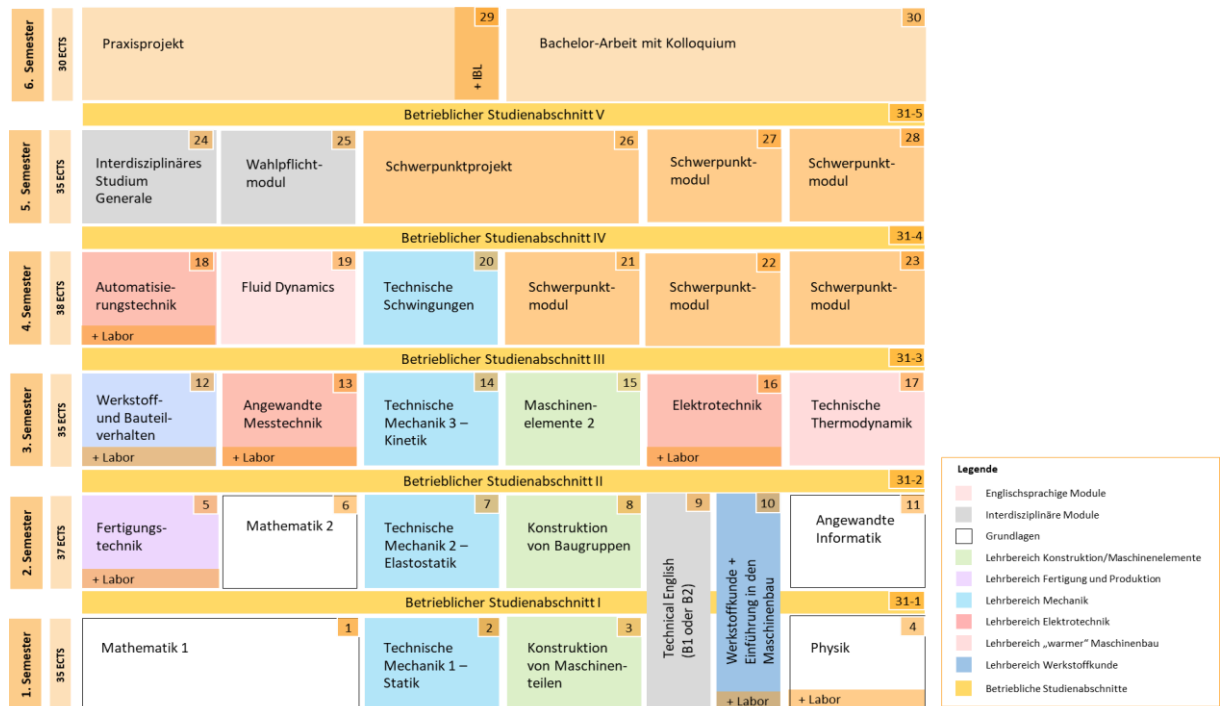 6. Semester
30 ECTS
Praxisprojekt
29
+ IBL
Bachelor-Arbeit mit Kolloquium
30
Betrieblicher Studienabschnitt V
31-5
5. Semester
35 ECTS
24
Interdisziplinäres
Studium
Generale
25
Wahlpflicht-
modul
26
Schwerpunktprojekt
27
Schwerpunkt-
modul
28
Schwerpunkt-
modul
Betrieblicher Studienabschnitt IV
31-4
4. Semester
38 ECTS
18
Automatisie-
rungstechnik
+ Labor
19
Fluid Dynamics
20
Technische
Schwingungen
21
Schwerpunkt-
modul
22
Schwerpunkt-
modul
23
Schwerpunkt-
modul
Betrieblicher Studienabschnitt III
31-3
3. Semester
35 ECTS
12
Werkstoff-
und Bauteil-
verhalten
+ Labor
13
Angewandte
Messtechnik
+ Labor
14
Technische
Mechanik 3 –
Kinetik
15
Maschinen-
elemente 2
16
Elektrotechnik
+ Labor
17
Technische
Thermodynamik
Betrieblicher Studienabschnitt II
31-2
2. Semester
37 ECTS
5
Fertigungs-
technik
+ Labor
6
Mathematik 2
7
Technische
Mechanik 2 –
Elastostatik
8
Konstruktion
von Baugruppen
9
Technical English
(B1 oder B2)
10
Werkstoffkunde +
Einführung in den
Maschinenbau
+ Labor
11
Angewandte
Informatik
Betrieblicher Studienabschnitt I
31-1
1. Semester
35 ECTS
1
Mathematik 1
2
Technische
Mechanik 1 –
Statik
3
Konstruktion
von Maschinen-
teilen
4
Physik
+ Labor
Legende
Englischsprachige Module
Interdisziplinäre Module
Grundlagen
Lehrbereich Konstruktion/Maschinenelemente
Lehrbereich Fertigung und Produktion
Lehrbereich Mechanik
Lehrbereich Elektrotechnik
Lehrbereich „warmer" Maschinenbau
Lehrbereich Werkstoffkunde
Betriebliche Studienabschnitte